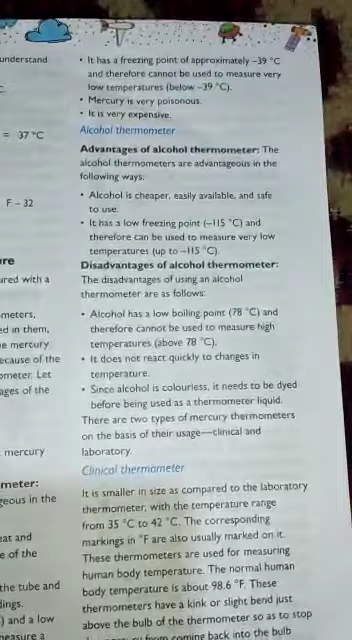 understand
= 37 °C
F – 32
ure
ured with a
meters,
ed in them,
e mercury
ecause of the
ometer. Let
ages of the
mercury
meter:
geous in the
eat and
e of the
the tube and
dings.
) and a low
measure a
• It has a freezing point of approximately –39 °C
and therefore cannot be used to measure very
low temperatures (below –39 °C).
• Mercury is very poisonous.
• It is very expensive.
Alcohol thermometer
Advantages of alcohol thermometer: The
alcohol thermometers are advantageous in the
following ways:
• Alcohol is cheaper, easily available, and safe
to use.
• It has a low freezing point (–115 °C) and
therefore can be used to measure very low
temperatures (up to –115 °C).
Disadvantages of alcohol thermometer:
The disadvantages of using an alcohol
thermometer are as follows:
• Alcohol has a low boiling point (78 °C) and
therefore cannot be used to measure high
temperatures (above 78 °C).
• It does not react quickly to changes in
temperature.
• Since alcohol is colourless, it needs to be dyed
before being used as a thermometer liquid.
There are two types of mercury thermometers
on the basis of their usage—clinical and
laboratory.
Clinical thermometer
It is smaller in size as compared to the laboratory
thermometer, with the temperature range
from 35 °C to 42 °C. The corresponding
markings in °F are also usually marked on it.
These thermometers are used for measuring
human body temperature. The normal human
body temperature is about 98.6 °F. These
thermometers have a kink or slight bend just
above the bulb of the thermometer so as to stop
from coming back into the bulb